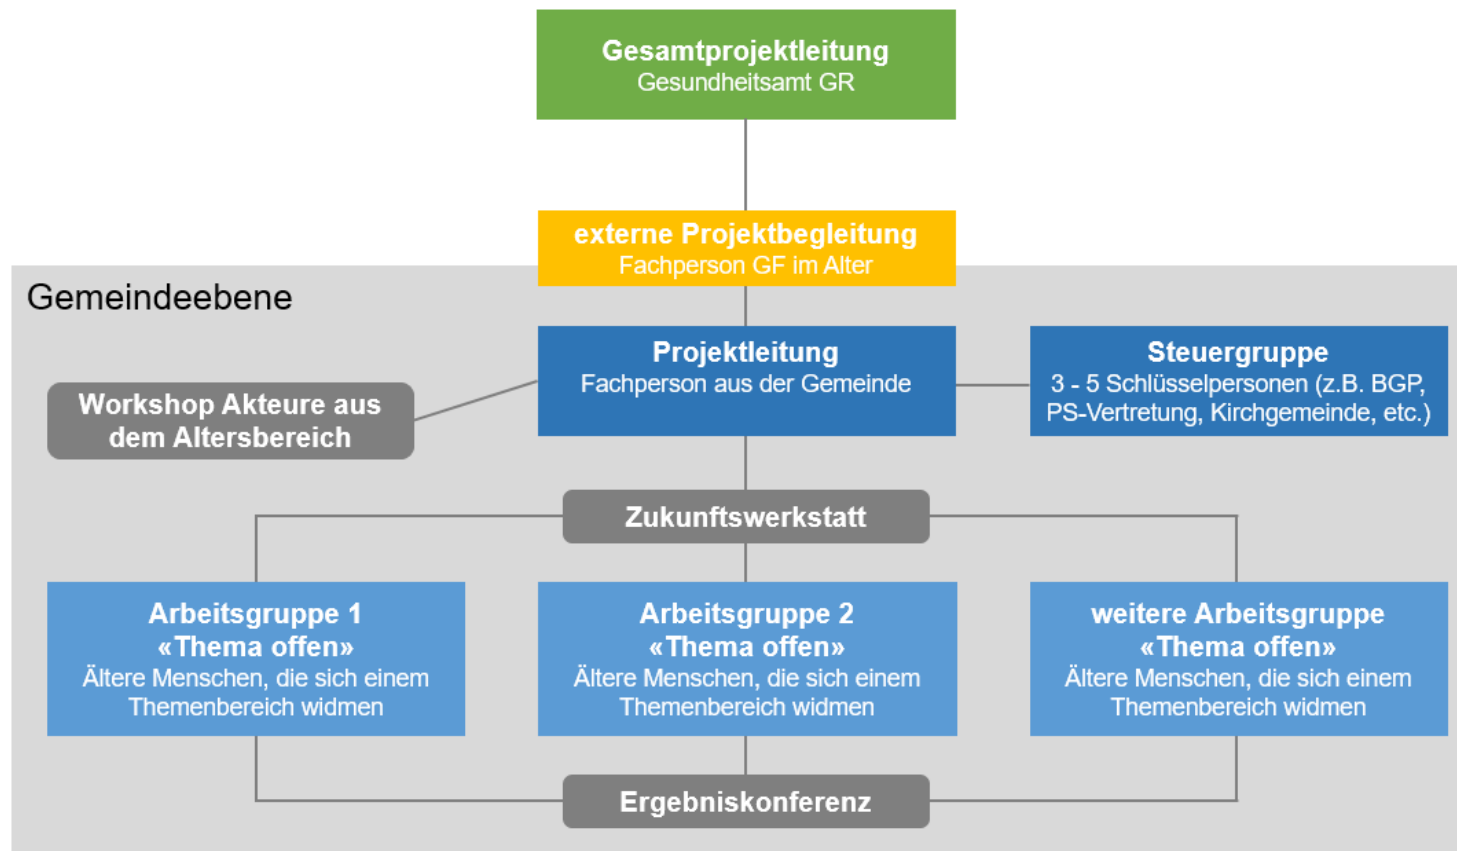 Gesamtprojektleitung
Gesundheitsamt GR
externe Projektbegleitung
Fachperson GF im Alter
Gemeindeebene
Projektleitung
Fachperson aus der Gemeinde
Steuergruppe
3 - 5 Schlüsselpersonen (z.B. BGP,
PS-Vertretung, Kirchgemeinde, etc.)
Workshop Akteure aus
dem Altersbereich
Zukunftswerkstatt
Arbeitsgruppe 1
«Thema offen»
Ältere Menschen, die sich einem
Themenbereich widmen
Arbeitsgruppe 2
«Thema offen»
Ältere Menschen, die sich einem
Themenbereich widmen
weitere Arbeitsgruppe
«Thema offen»
Ältere Menschen, die sich einem
Themenbereich widmen
Ergebniskonferenz